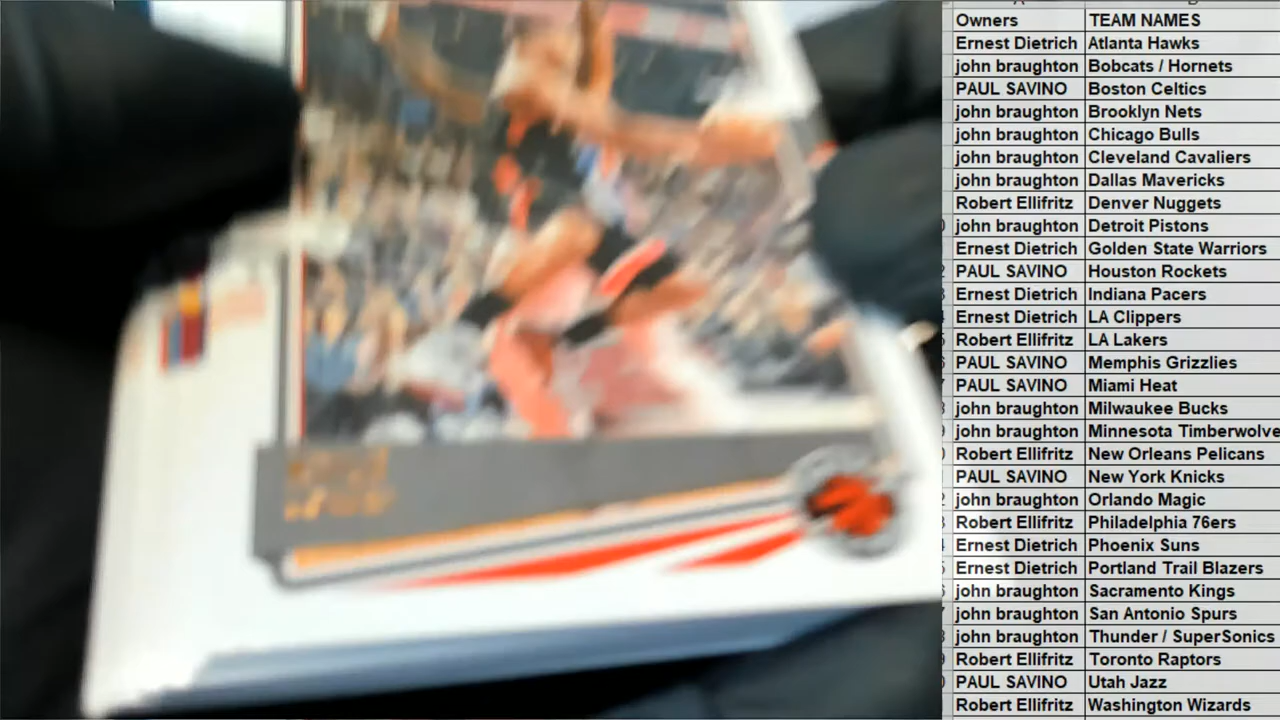 Owners TEAM NAMES
Ernest Dietrich Atlanta Hawks
john braughton Bobcats / Hornets
PAUL SAVINO Boston Celtics
john braughton Brooklyn Nets
john braughton Chicago Bulls
john braughton Cleveland Cavaliers
john braughton Dallas Mavericks
Robert Ellifritz Denver Nuggets
john braughton Detroit Pistons
Ernest Dietrich Golden State Warriors
PAUL SAVINO Houston Rockets
Ernest Dietrich Indiana Pacers
Ernest Dietrich LA Clippers
Robert Ellifritz LA Lakers
PAUL SAVINO Memphis Grizzlies
PAUL SAVINO Miami Heat
john braughton Milwaukee Bucks
john braughton Minnesota Timberwolve
Robert Ellifritz New Orleans Pelicans
PAUL SAVINO New York Knicks
john braughton Orlando Magic
Robert Ellifritz Philadelphia 76ers
Ernest Dietrich Phoenix Suns
Ernest Dietrich Portland Trail Blazers
john braughton Sacramento Kings
john braughton San Antonio Spurs
john braughton Thunder / SuperSonics
Robert Ellifritz Toronto Raptors
PAUL SAVINO Utah Jazz
Robert Ellifritz Washington Wizards